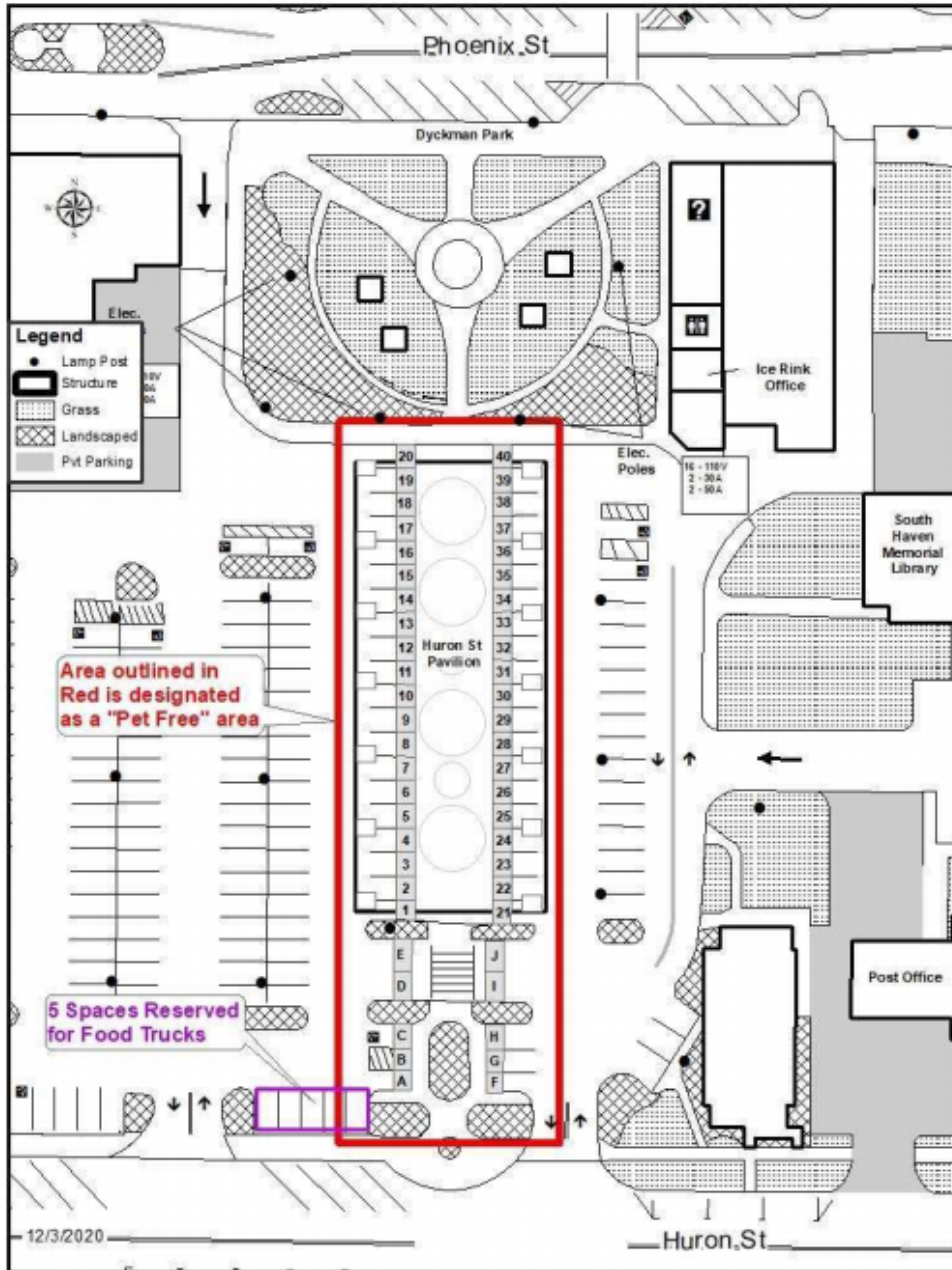 Phoenix St
Dyckman Park
N
W
S
?
Elec.
Legend
Lamp Post
Structure
Grass
Landscaped
Pvt Parking
Ice Rink
Office
Elec.
Poles
16 - 110V
2 - 30A
2 - 50A
South
Haven
Memorial
Library
20 40
19 39
18 38
17 37
16 36
15 35
14 34
13 33
12 32
11 31
10 30
9 29
8 28
7 27
6 26
5 25
4 24
3 23
2 22
1 21
Huron St
Pavilion
Area outlined in
Red is designated
as a "Pet Free" area
E J
D I
C H
B G
A F
5 Spaces Reserved
for Food Trucks
Post Office
12/3/2020
Huron St